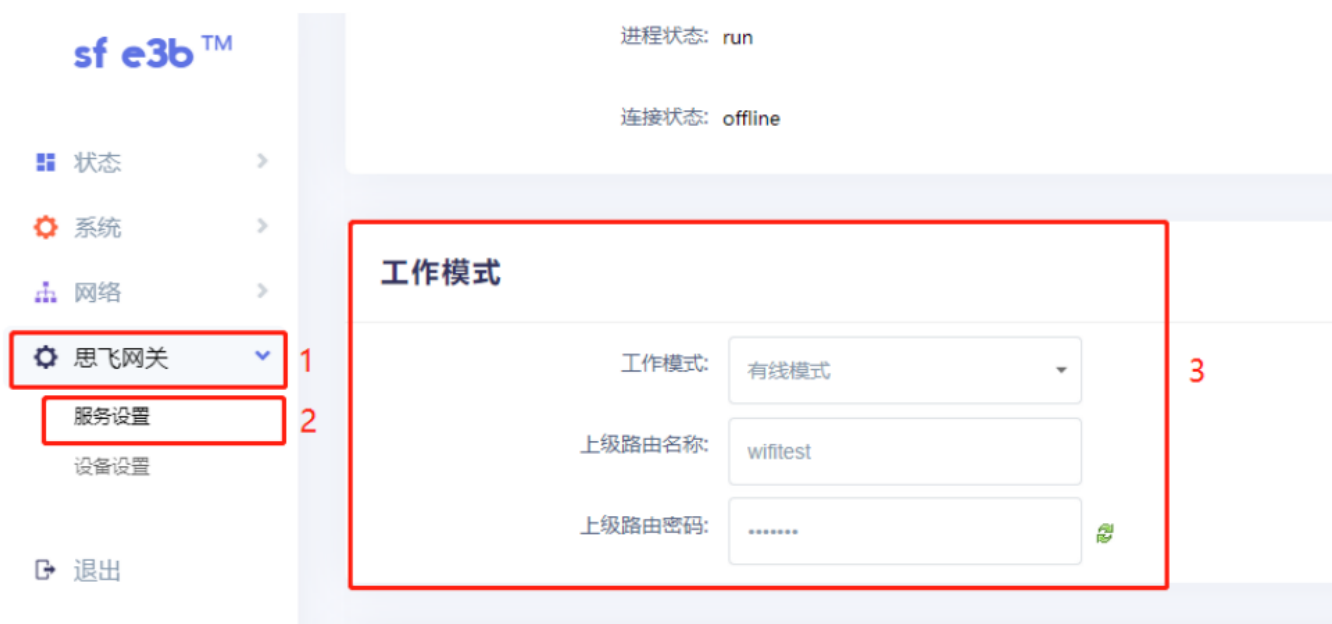 sf e3b™
状态
系统
网络
思飞网关
1
服务设置
2
设备设置
退出
进程状态: run
连接状态: offline
工作模式
工作模式: 有线模式
3
上级路由名称: wifitest
上级路由密码: •••••••